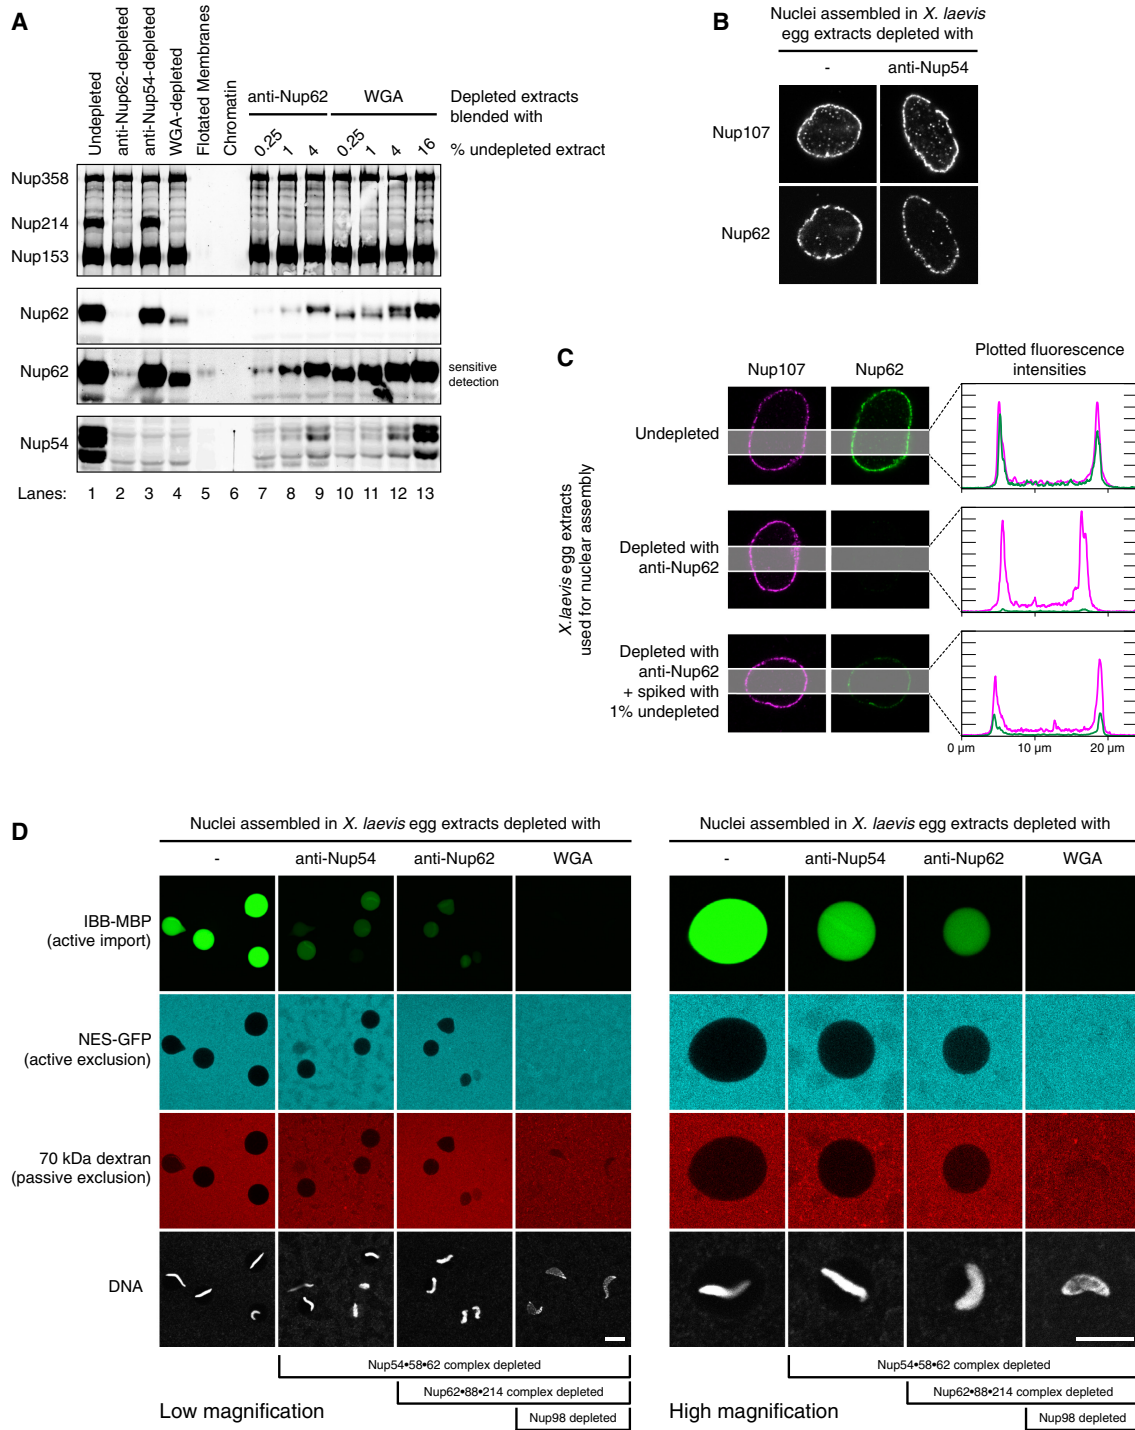 A
Undepleted
anti-Nup62-depleted
anti-Nup54-depleted
WGA-depleted
Flotated Membranes
Chromatin
anti-Nup62
WGA
Depleted extracts
blended with
0.25
1
4
0.25
1
4
16
% undepleted extract
Nup358
Nup214
Nup153
Nup62
Nup62
sensitive
detection
Nup54
Lanes:
1 2 3 4 5 6 7 8 9 10 11 12 13
B
Nuclei assembled in X. laevis
egg extracts depleted with
- anti-Nup54
Nup107
Nup62
C
X.laevis egg extracts
used for nuclear assembly
Nup107
Nup62
Plotted fluorescence
intensities
Undepleted
Depleted with
anti-Nup62
Depleted with
anti-Nup62
+ spiked with
1% undepleted
0 µm 10 µm 20 µm
D
Nuclei assembled in X. laevis egg extracts depleted with
- anti-Nup54 anti-Nup62 WGA
IBB-MBP
(active import)
NES-GFP
(active exclusion)
70 kDa dextran
(passive exclusion)
DNA
Nup54•58•62 complex depleted
Nup62•88•214 complex depleted
Nup98 depleted
Low magnification
Nuclei assembled in X. laevis egg extracts depleted with
- anti-Nup54 anti-Nup62 WGA
Nup54•58•62 complex depleted
Nup62•88•214 complex depleted
Nup98 depleted
High magnification